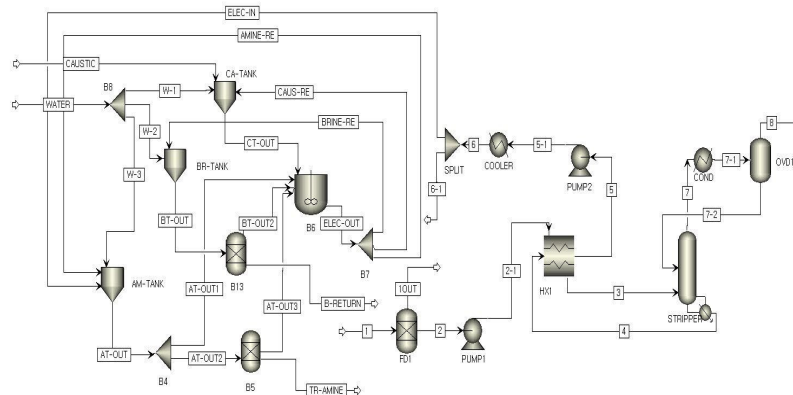 ELEC-IN
AMINE-RE
CAUSTIC
CA-TANK
B8
W-1
CAUS-RE
WATER
8
W-2
BRINE-RE
6
5-1
7-1
CT-OUT
SPLIT
COOLER
COND
OVD1
W-3
BR-TANK
PUMP2
7
6-1
5
7-2
BT-OUT
BT-OUT2
B6
ELEC-OUT
B7
2-1
AM-TANK
B13
1OUT
HX1
3
AT-OUT1
B-RETURN
AT-OUT3
STRIPPER
1
2
4
AT-OUT
AT-OUT2
FD1
PUMP1
B4
B5
TR-AMINE